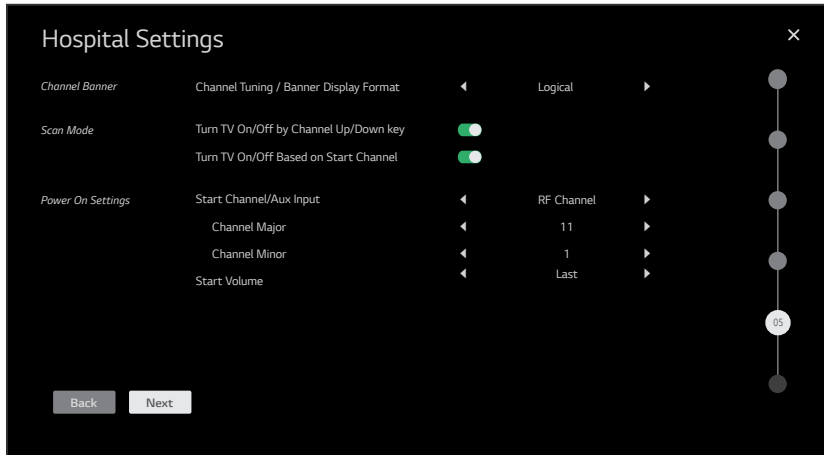 Hospital Settings
×
Channel Banner Channel Tuning / Banner Display Format Logical
Scan Mode Turn TV On/Off by Channel Up/Down key
Turn TV On/Off Based on Start Channel
Power On Settings Start Channel/Aux Input RF Channel
Channel Major 11
Channel Minor 1
Start Volume Last
05
Back Next